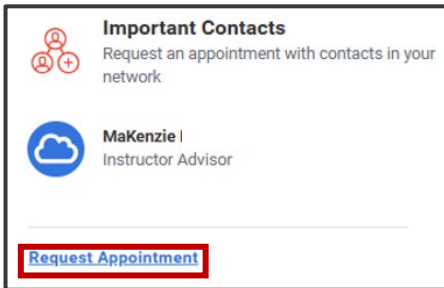 Important Contacts
Request an appointment with contacts in your
network
MaKenzie
Instructor Advisor
Request Appointment